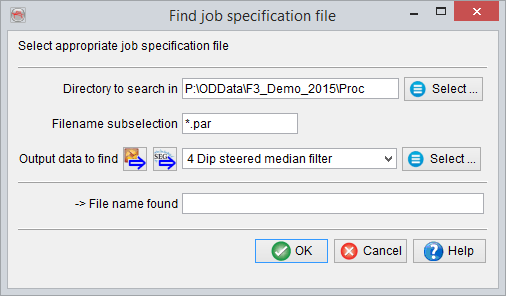 Find job specification file
Select appropriate job specification file
Directory to search in P:\ODData\F3_Demo_2015\Proc Select ...
Filename subselection *.par
Output data to find SEG 4 Dip steered median filter Select ...
-> File name found
OK Cancel Help